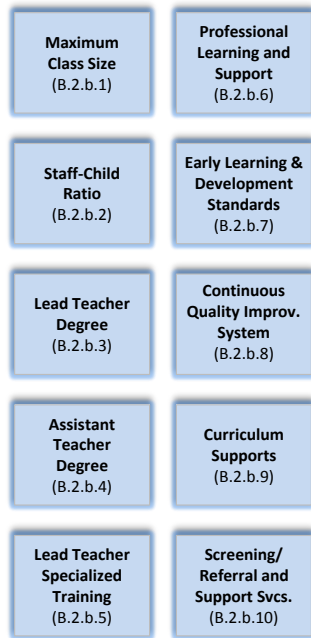 Maximum
Class Size
(B.2.b.1)
Staff-Child
Ratio
(B.2.b.2)
Lead Teacher
Degree
(B.2.b.3)
Assistant
Teacher
Degree
(B.2.b.4)
Lead Teacher
Specialized
Training
(B.2.b.5)
Professional
Learning and
Support
(B.2.b.6)
Early Learning &
Development
Standards
(B.2.b.7)
Continuous
Quality Improv.
System
(B.2.b.8)
Curriculum
Supports
(B.2.b.9)
Screening/
Referral and
Support Svcs.
(B.2.b.10)